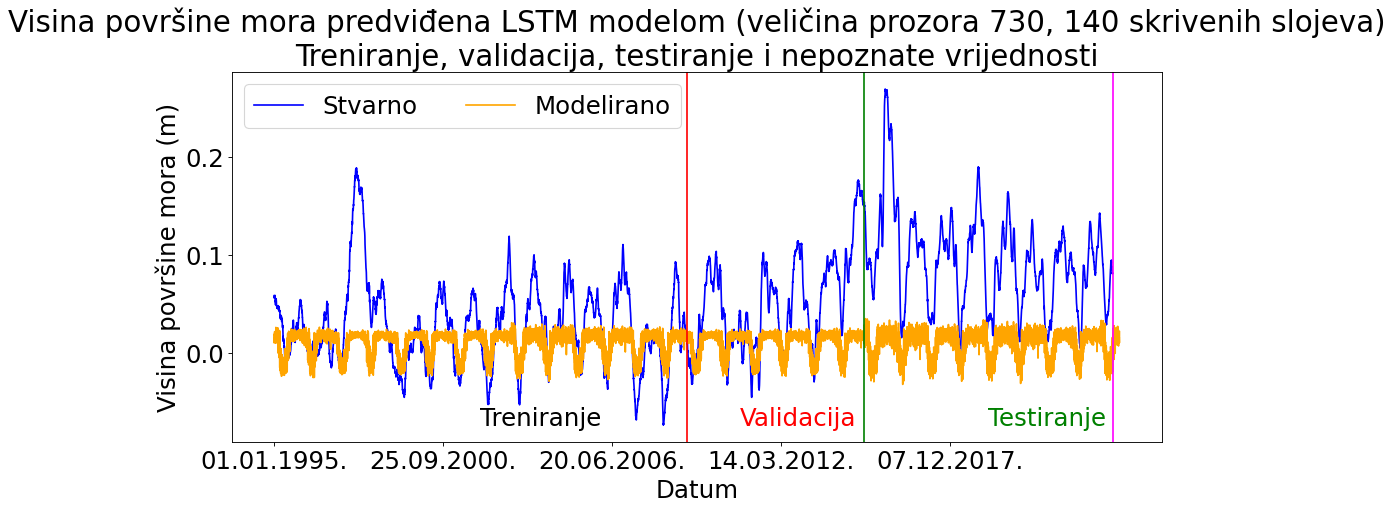 Visina površine mora predviđena LSTM modelom (veličina prozora 730, 140 skrivenih slojeva)
Treniranje, validacija, testiranje i nepoznate vrijednosti
Stvarno
Modelirano
Visina površine mora (m)
0.2
0.1
0.0
Treniranje
Validacija
Testiranje
01.01.1995.
25.09.2000.
20.06.2006.
14.03.2012.
07.12.2017.
Datum